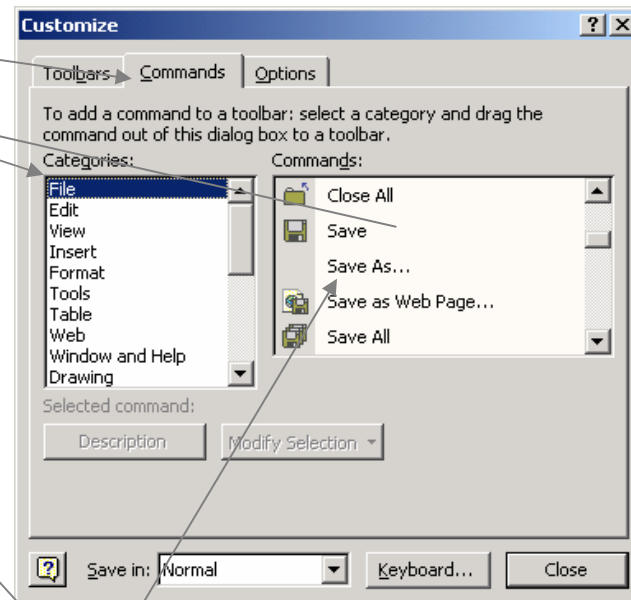 Customize
Toolbars Commands Options
To add a command to a toolbar: select a category and drag the
command out of this dialog box to a toolbar.
Categories:
File
Edit
View
Insert
Format
Tools
Table
Web
Window and Help
Drawing
Commands:
Close All
Save
Save As...
Save as Web Page...
Save All
Selected command:
Description Modify Selection
Save in: Normal Keyboard... Close